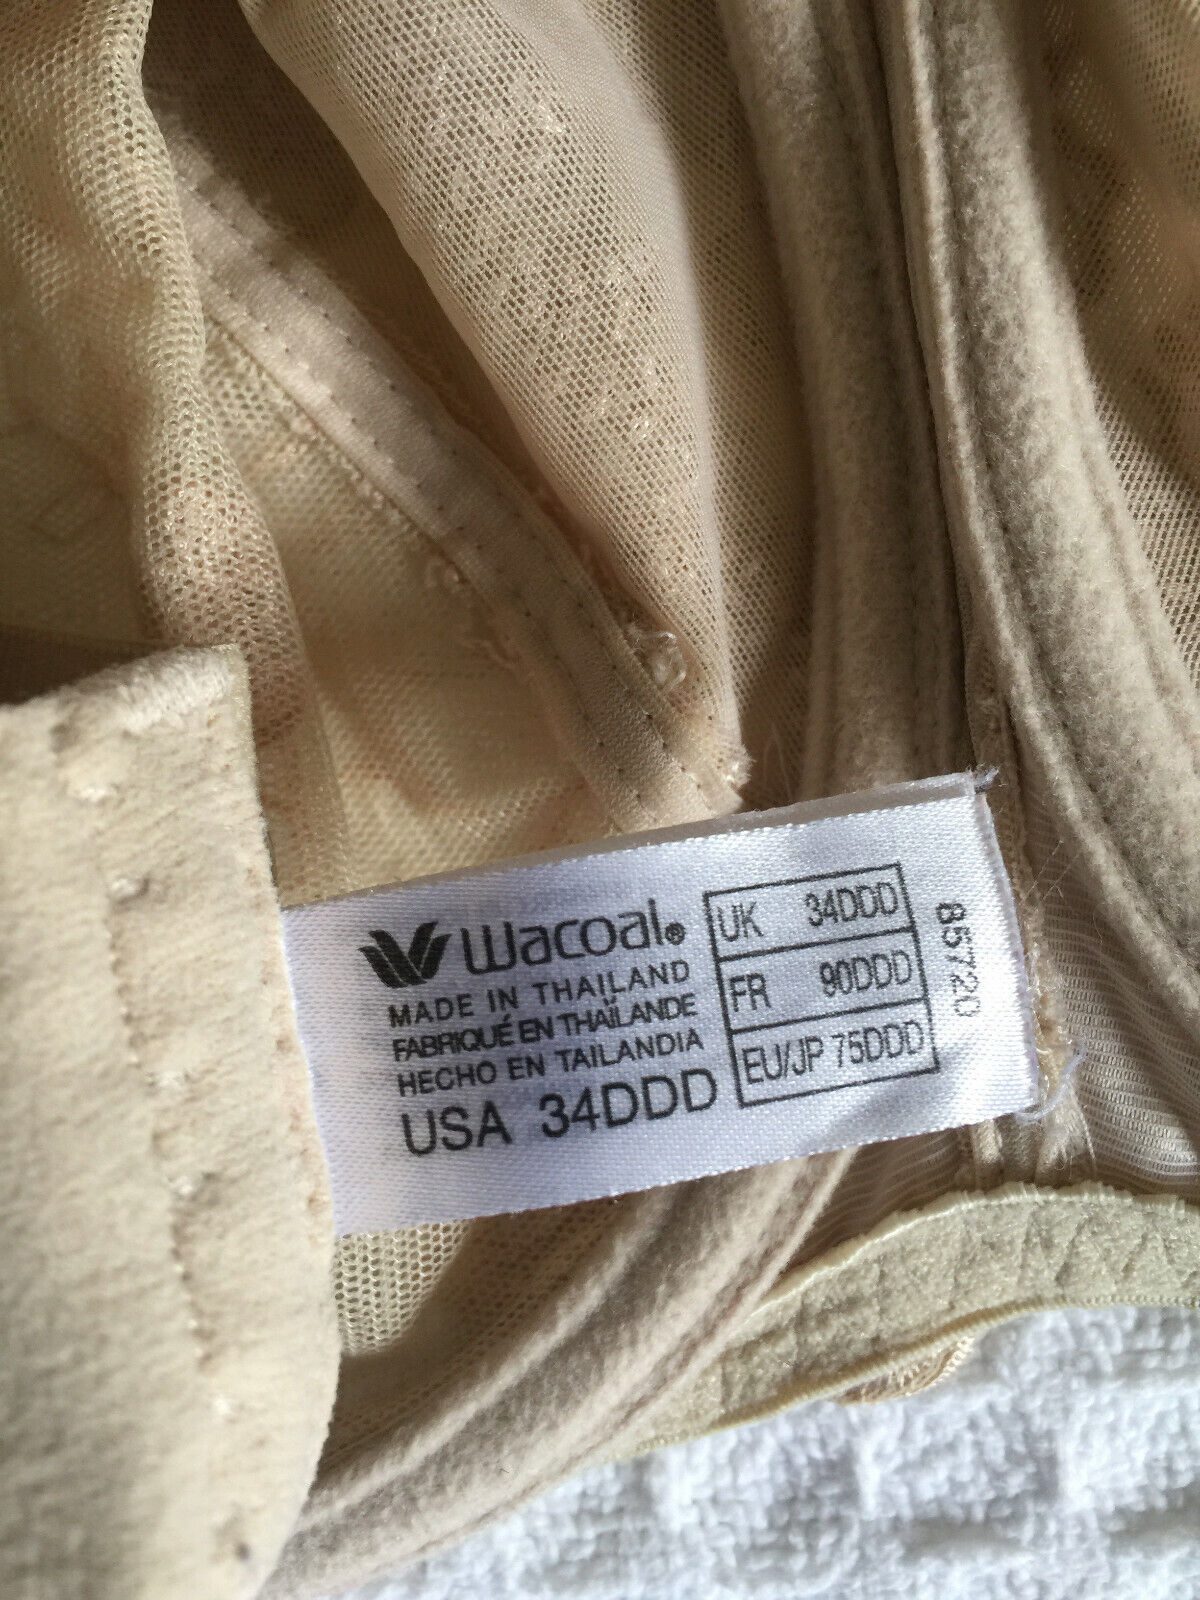 Wacoal®
MADE IN THAILAND
FABRIQUÉ EN THAÏLANDE
HECHO EN TAILANDIA
USA 34DDD
UK 34DDD
FR 90DDD
EU/JP 75DDD
85720